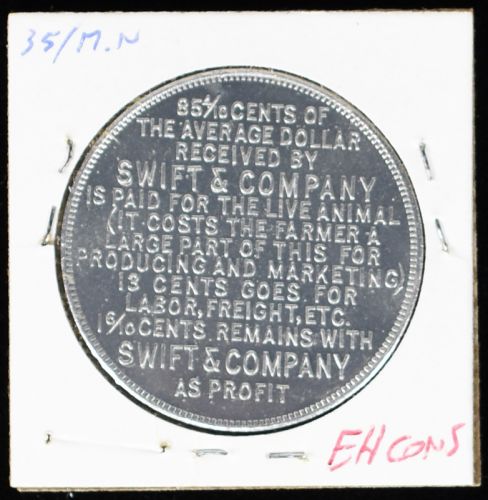 35/M.N
85 4/10 CENTS OF
THE AVERAGE DOLLAR
RECEIVED BY
SWIFT & COMPANY
IS PAID FOR THE LIVE ANIMAL
(IT COSTS THE FARMER A
LARGE PART OF THIS FOR
PRODUCING AND MARKETING)
13 CENTS GOES FOR
LABOR, FREIGHT, ETC.
1 6/10 CENTS REMAINS WITH
SWIFT & COMPANY
AS PROFIT
EH CONS